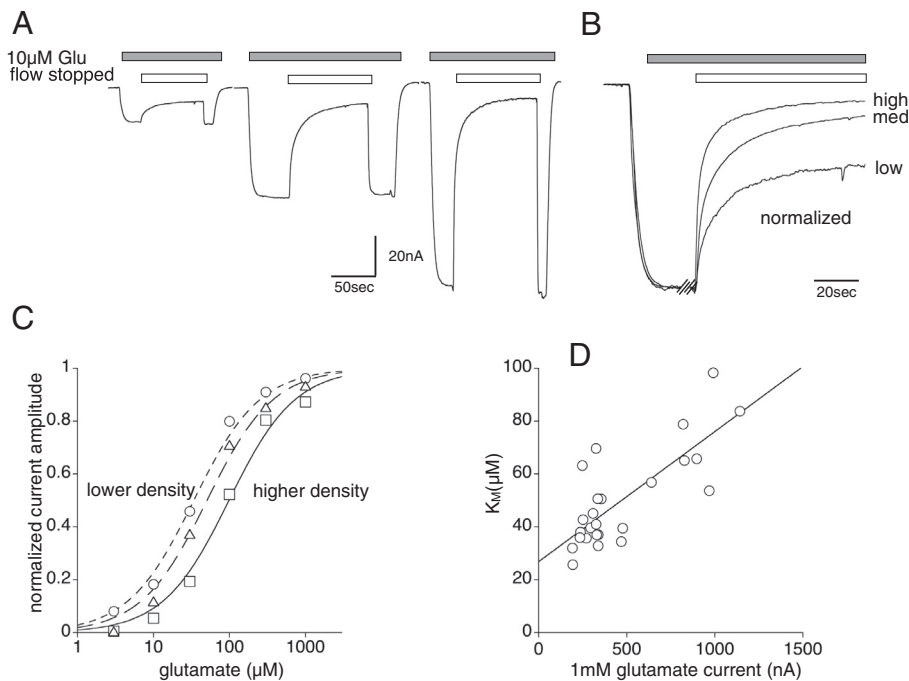 A
B
10µM Glu
flow stopped
high
med
low
normalized
20nA
50sec
20sec
C
D
normalized current amplitude
1
0.8
0.6
0.4
0.2
0
lower density
higher density
1
10
100
1000
glutamate (µM)
K_M(µM)
100
80
60
40
20
0
0
500
1000
1500
1mM glutamate current (nA)